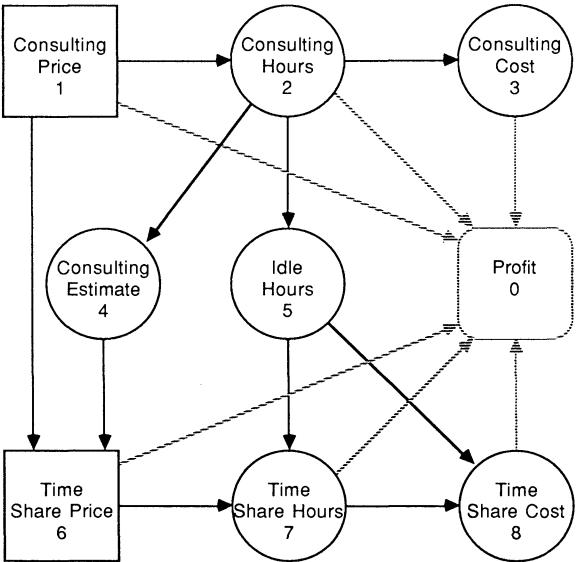 Consulting
Price
1
Consulting
Hours
2
Consulting
Cost
3
Consulting
Estimate
4
Idle
Hours
5
Profit
0
Time
Share Price
6
Time
Share Hours
7
Time
Share Cost
8